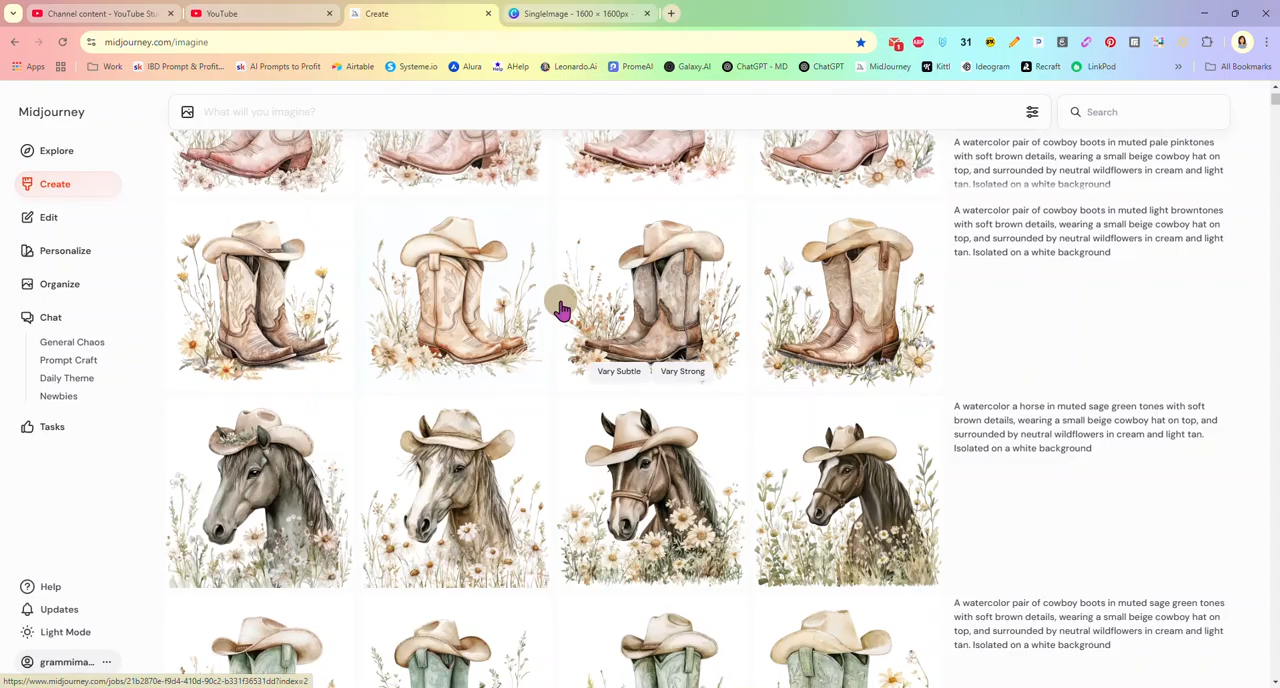 Channel content - YouTube Stu
YouTube
Create
SingleImage - 1600 × 1600px -
midjourney.com/imagine
1
31
Apps
Work
IBD Prompt & Profit...
AI Prompts to Profit
Airtable
Systeme.io
Alura
AHelp
Leonardo.Ai
PromeAI
Galaxy.AI
ChatGPT - MD
ChatGPT
MidJourney
Kittl
Ideogram
Recraft
LinkPod
»
All Bookmarks
Midjourney
What will you imagine?
Search
Explore
Create
Edit
Personalize
Organize
Chat
General Chaos
Prompt Craft
Daily Theme
Newbies
Tasks
A watercolor pair of cowboy boots in muted pale pinktones
with soft brown details, wearing a small beige cowboy hat on
top, and surrounded by neutral wildflowers in cream and light
tan. Isolated on a white background
A watercolor pair of cowboy boots in muted light browntones
with soft brown details, wearing a small beige cowboy hat on
top, and surrounded by neutral wildflowers in cream and light
tan. Isolated on a white background
Vary Subtle
Vary Strong
A watercolor a horse in muted sage green tones with soft
brown details, wearing a small beige cowboy hat on top, and
surrounded by neutral wildflowers in cream and light tan.
Isolated on a white background
A watercolor pair of cowboy boots in muted sage green tones
with soft brown details, wearing a small beige cowboy hat on
top, and surrounded by neutral wildflowers in cream and light
tan. Isolated on a white background
Help
Updates
Light Mode
grammima...
https://www.midjourney.com/jobs/21b2870e-f9d4-410d-90c2-b331f36531dd?index=2